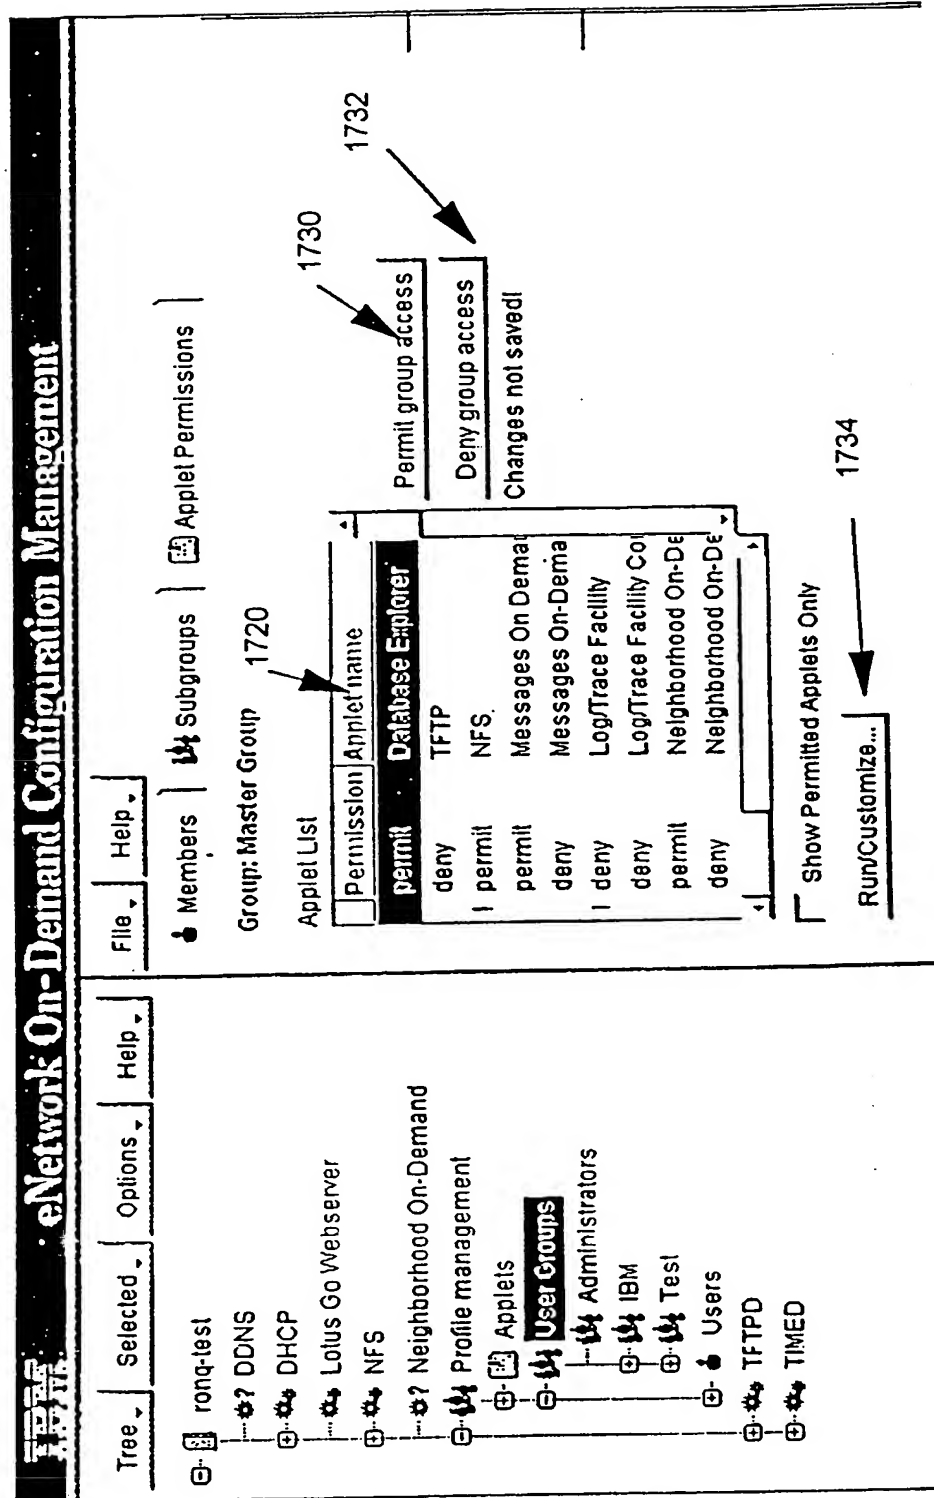 IBM eNetwork On-Demand Configuration Management
Tree Selected Options Help
ronq-test
? DDNS
DHCP
Lotus Go Webserver
NFS
? Neighborhood On-Demand
Profile management
Applets
User Groups
Administrators
IBM
Test
Users
TFTPD
TIMED
File Help
Members Subgroups Applet Permissions
Group: Master Group
1720
Applet List
Permission Applet name
permit Database Explorer
deny TFTP
permit NFS
permit Messages On Deman
deny Messages On-Dema
deny Log/Trace Facility
deny Log/Trace Facility Con
permit Neighborhood On-De
deny Neighborhood On-De
1730
Permit group access
1732
Deny group access
Changes not saved!
Show Permitted Applets Only
Run/Customize...
1734